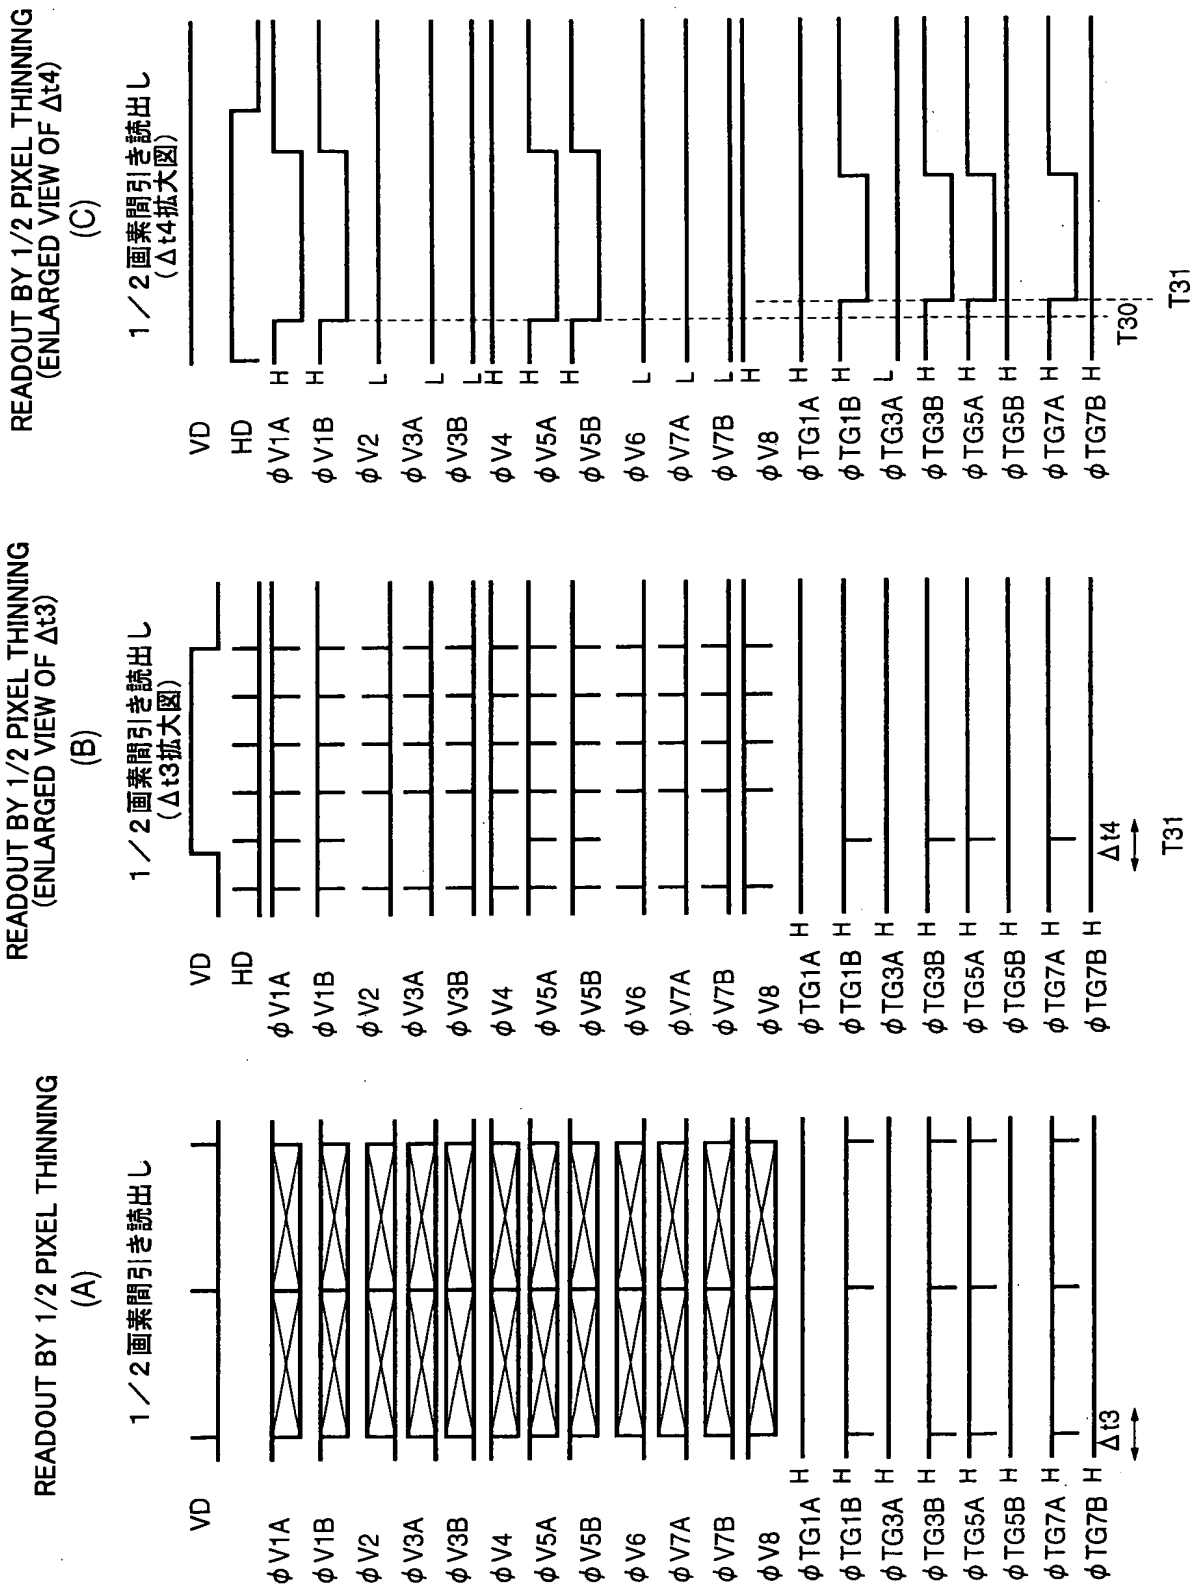 READOUT BY 1/2 PIXEL THINNING
(A)
1/2画素間引き読出し
VD
φV1A
φV1B
φV2
φV3A
φV3B
φV4
φV5A
φV5B
φV6
φV7A
φV7B
φV8
φTG1A H
φTG1B H
φTG3A H
φTG3B H
φTG5A H
φTG5B H
φTG7A H
φTG7B H
Δt3
READOUT BY 1/2 PIXEL THINNING
(ENLARGED VIEW OF Δt3)
(B)
1/2画素間引き読出し
(Δt3拡大図)
VD
HD
φV1A
φV1B
φV2
φV3A
φV3B
φV4
φV5A
φV5B
φV6
φV7A
φV7B
φV8
φTG1A H
φTG1B H
φTG3A H
φTG3B H
φTG5A H
φTG5B H
φTG7A H
φTG7B H
Δt4
T31
READOUT BY 1/2 PIXEL THINNING
(ENLARGED VIEW OF Δt4)
(C)
1/2画素間引き読出し
(Δt4拡大図)
VD
HD
φV1A H
φV1B H
φV2 L
φV3A L
φV3B L
φV4 H
φV5A H
φV5B H
φV6 L
φV7A L
φV7B L
φV8 H
φTG1A H
φTG1B H
φTG3A L
φTG3B H
φTG5A H
φTG5B H
φTG7A H
φTG7B H
T30
T31